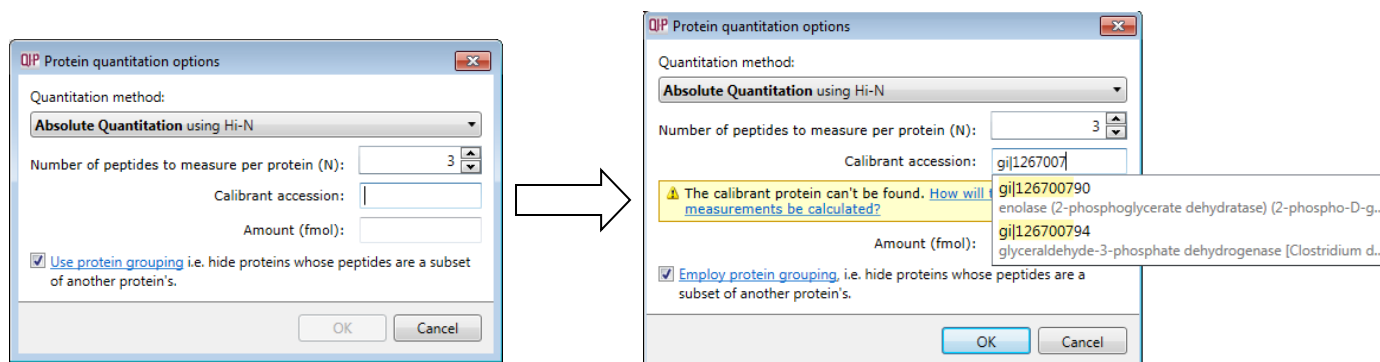 QIP Protein quantitation options
Quantitation method:
Absolute Quantitation using Hi-N
Number of peptides to measure per protein (N): 3
Calibrant accession:
Amount (fmol):
Use protein grouping i.e. hide proteins whose peptides are a subset
of another protein's.
OK Cancel
QIP Protein quantitation options
Quantitation method:
Absolute Quantitation using Hi-N
Number of peptides to measure per protein (N): 3
Calibrant accession: gi|1267007
The calibrant protein can't be found. How will
measurements be calculated?
gi|126700790
enolase (2-phosphoglycerate dehydratase) (2-phospho-D-g...
gi|126700794
glyceraldehyde-3-phosphate dehydrogenase [Clostridium d...
Amount (fmol):
Employ protein grouping, i.e. hide proteins whose peptides are a
subset of another protein's.
OK Cancel